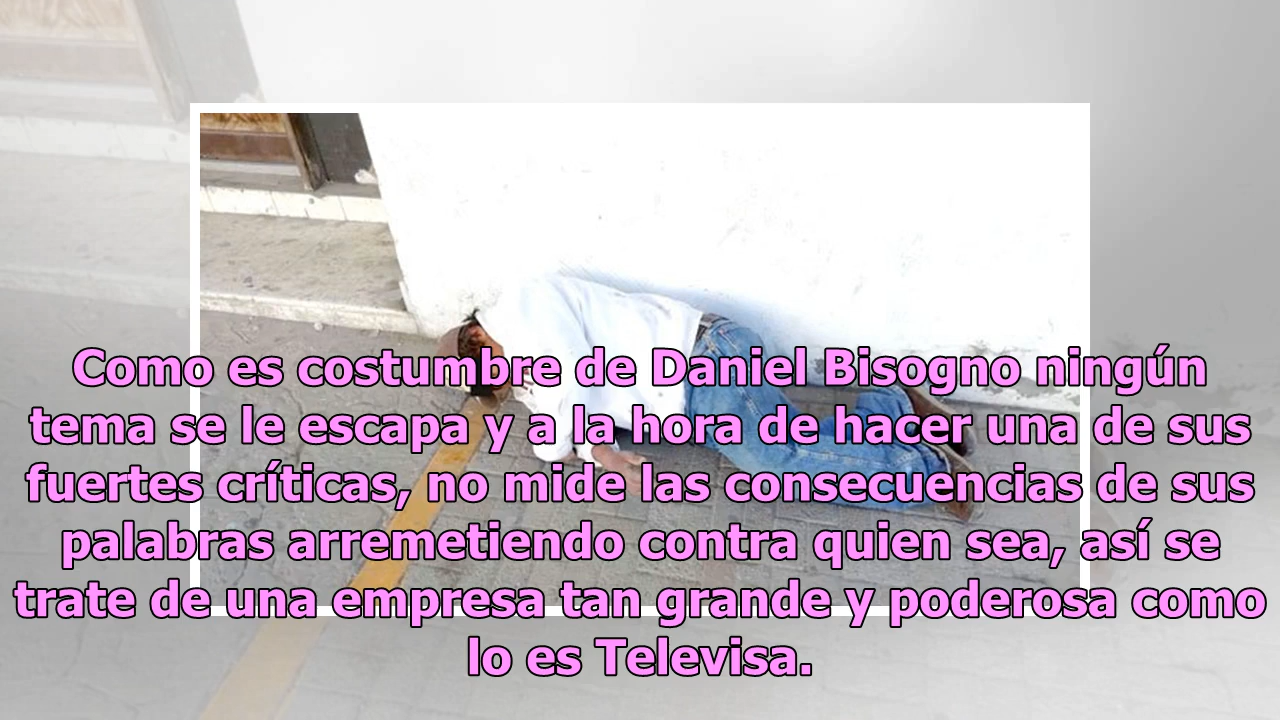 Como es costumbre de Daniel Bisogno ningún
tema se le escapa y a la hora de hacer una de sus
fuertes críticas, no mide las consecuencias de sus
palabras arremetiendo contra quien sea, así se
trate de una empresa tan grande y poderosa como
lo es Televisa.